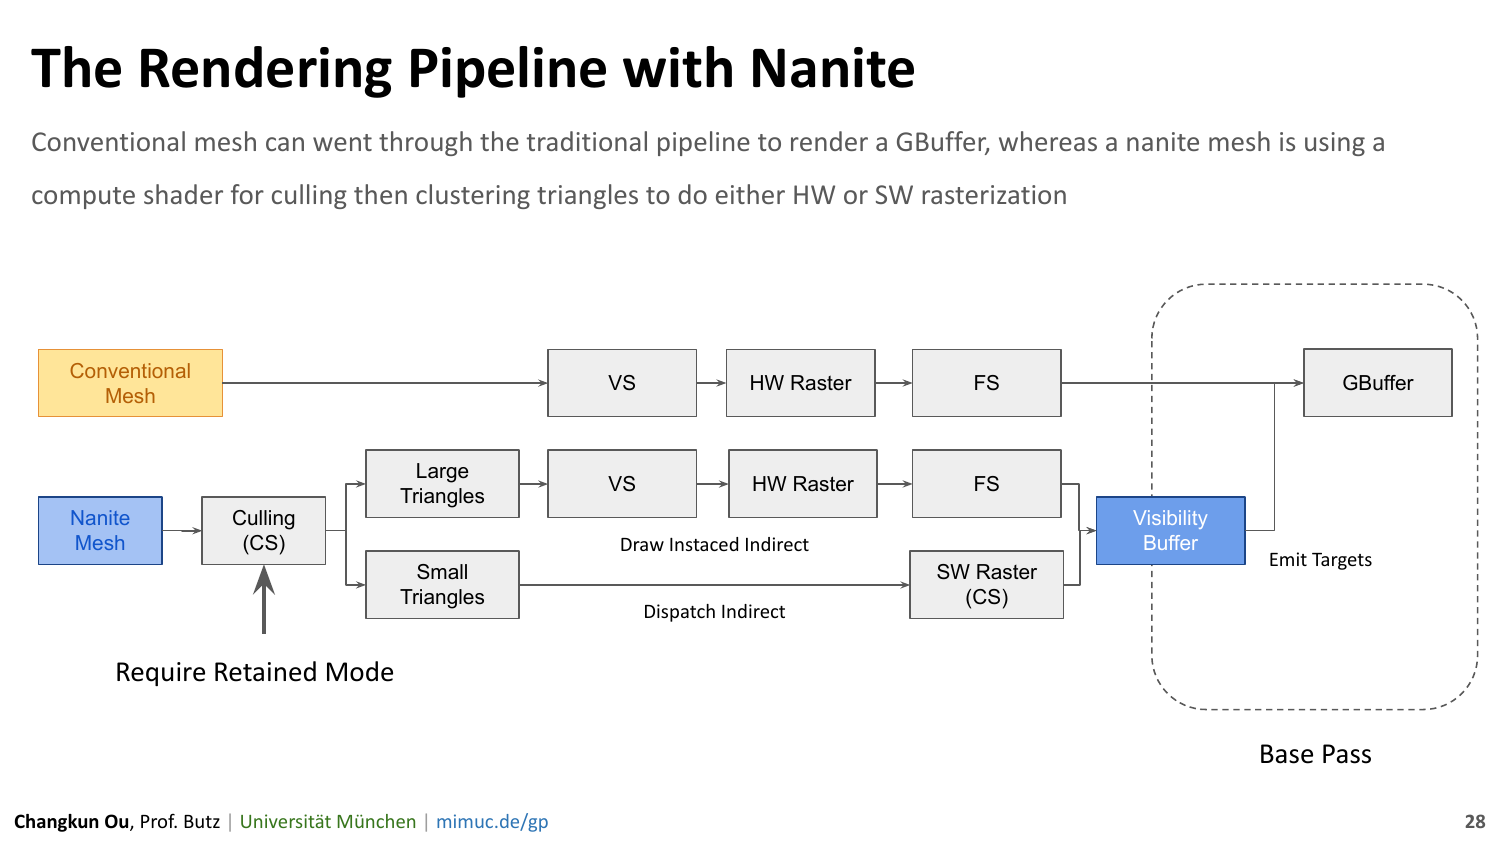 The Rendering Pipeline with Nanite
Conventional mesh can went through the traditional pipeline to render a GBuffer, whereas a nanite mesh is using a
compute shader for culling then clustering triangles to do either HW or SW rasterization
Conventional
Mesh
VS
HW Raster
FS
GBuffer
Nanite
Mesh
Culling
(CS)
Large
Triangles
VS
HW Raster
FS
Draw Instaced Indirect
Small
Triangles
Dispatch Indirect
SW Raster
(CS)
Visibility
Buffer
Emit Targets
Require Retained Mode
Base Pass
Changkun Ou, Prof. Butz | Universität München | mimuc.de/gp
28